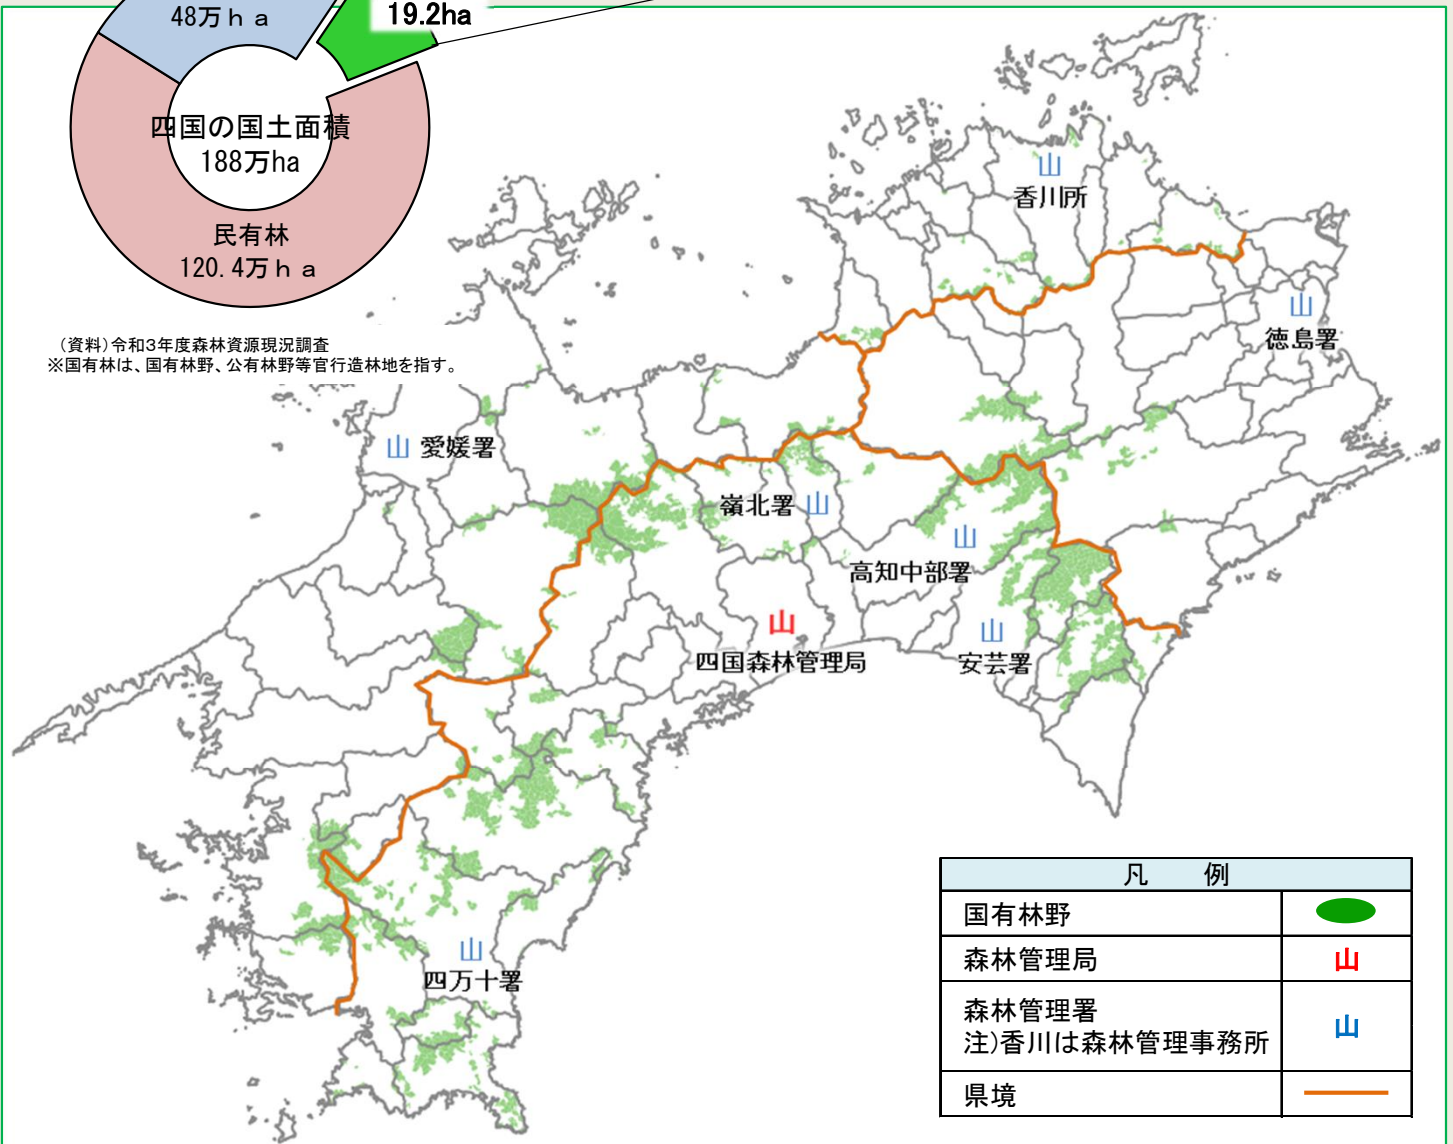 48万ｈａ
19.2ha
四国の国土面積
188万ha
民有林
120.4万ｈａ
（資料）令和3年度森林資源現況調査
※国有林は、国有林野、公有林野等官行造林地を指す。
山
香川所
山
徳島署
山 愛媛署
嶺北署 山
山
高知中部署
山
四国森林管理局
山
安芸署
山
四万十署
凡　例
国有林野
森林管理局 山
森林管理署
注)香川は森林管理事務所 山
県境